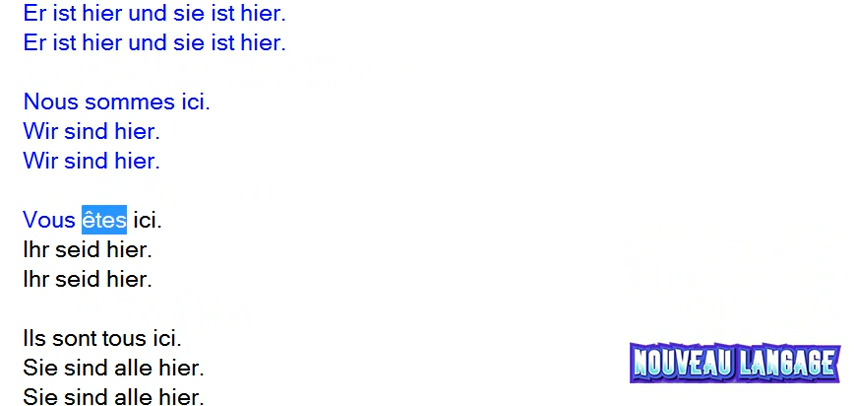 Er ist hier und sie ist hier.
Er ist hier und sie ist hier.
Nous sommes ici.
Wir sind hier.
Wir sind hier.
Vous êtes ici.
Ihr seid hier.
Ihr seid hier.
Ils sont tous ici.
Sie sind alle hier.
Sie sind alle hier.
NOUVEAU LANGAGE